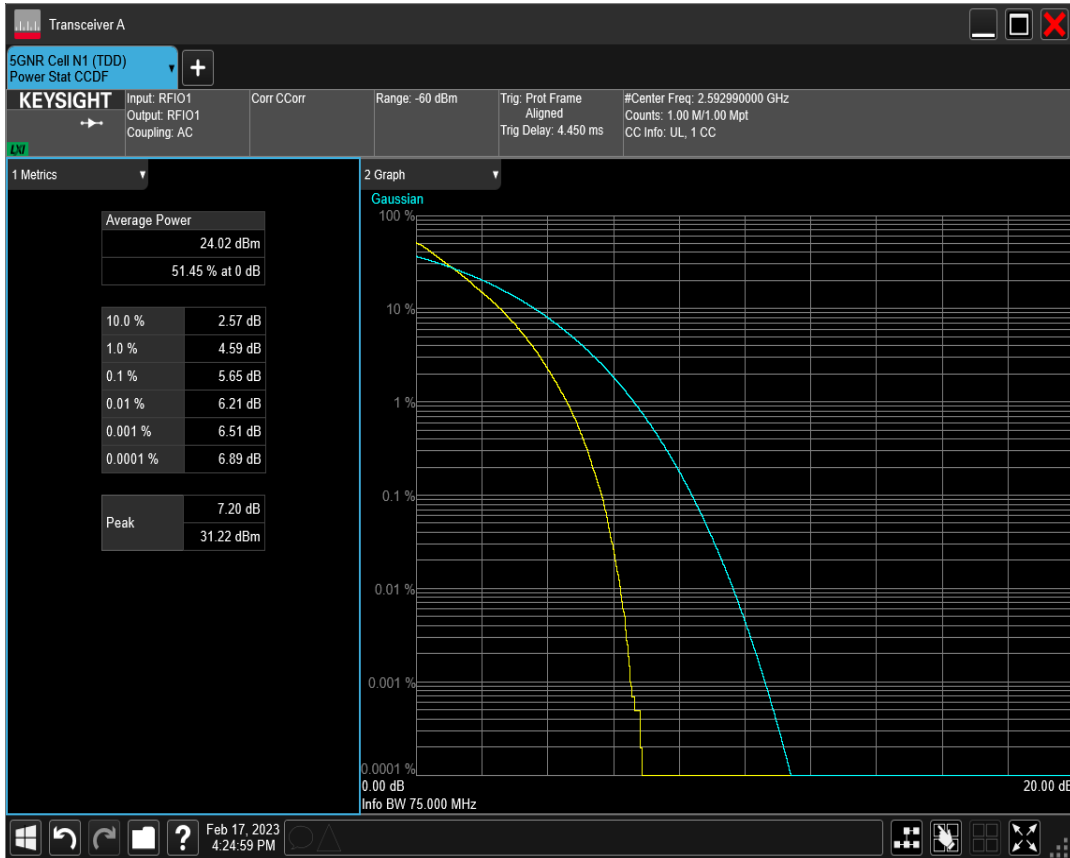 Transceiver A
5GNR Cell N1 (TDD)
Power Stat CCDF
+
KEYSIGHT
LXI
Input: RFIO1
Output: RFIO1
Coupling: AC
Corr CCorr
Range: -60 dBm
Trig: Prot Frame
Aligned
Trig Delay: 4.450 ms
#Center Freq: 2.592990000 GHz
Counts: 1.00 M/1.00 Mpt
CC Info: UL, 1 CC
1 Metrics
Average Power
24.02 dBm
51.45 % at 0 dB
10.0 % 2.57 dB
1.0 % 4.59 dB
0.1 % 5.65 dB
0.01 % 6.21 dB
0.001 % 6.51 dB
0.0001 % 6.89 dB
Peak
7.20 dB
31.22 dBm
2 Graph
Gaussian
100 %
10 %
1 %
0.1 %
0.01 %
0.001 %
0.0001 %
0.00 dB 20.00 dB
Info BW 75.000 MHz
?
Feb 17, 2023
4:24:59 PM